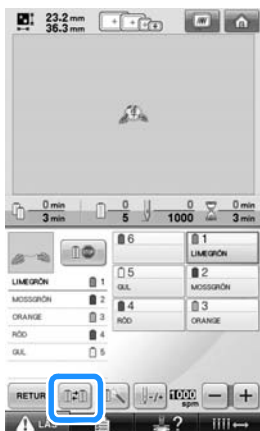 23.2 mm
36.3 mm
0 min
3 min
0
5
0
1000
0 min
3 min
6
1
LIMEGRÖN
5
GUL
2
MOSSGRÖN
4
RÖD
3
ORANGE
LIMEGRÖN 1
MOSSGRÖN 2
ORANGE 3
RÖD 4
GUL 5
RETUR
-/+
1000
spm
- +
LÅS
?